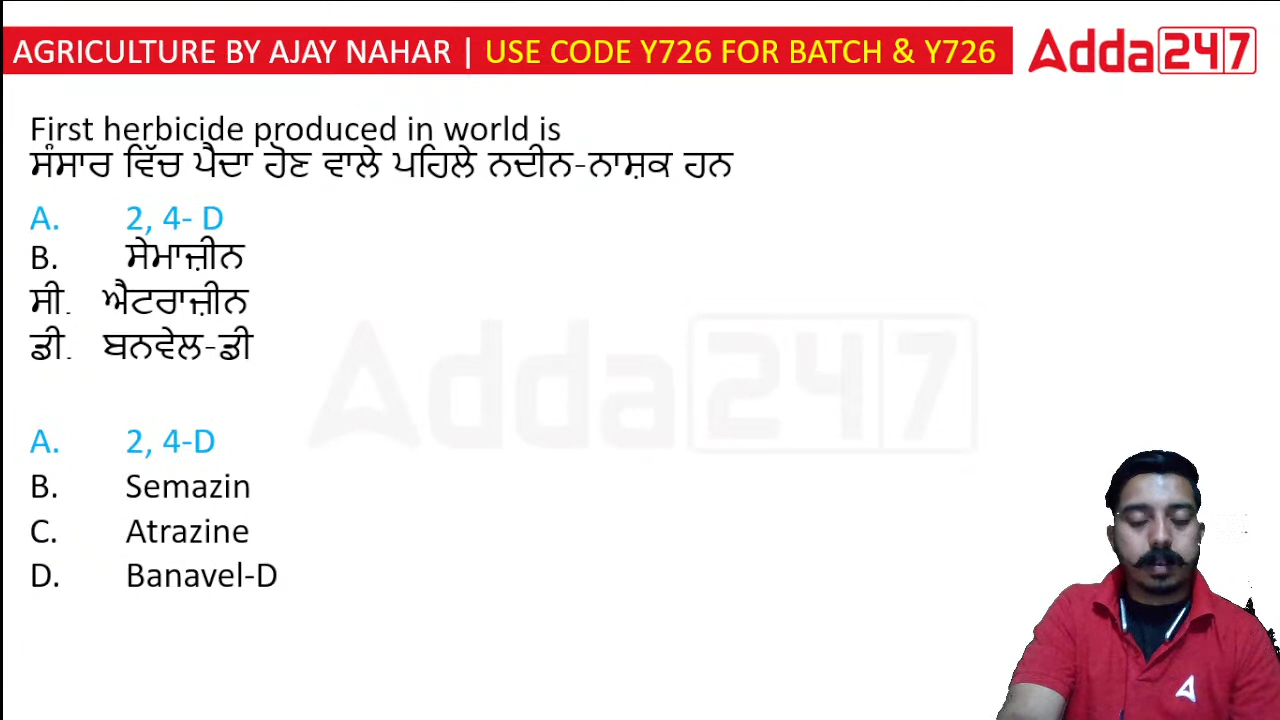 AGRICULTURE BY AJAY NAHAR | USE CODE Y726 FOR BATCH & Y726
Adda247
First herbicide produced in world is
ਸੰਸਾਰ ਵਿੱਚ ਪੈਦਾ ਹੋਣ ਵਾਲੇ ਪਹਿਲੇ ਨਦੀਨ-ਨਾਸ਼ਕ ਹਨ
A. 2, 4- D
B. ਸੇਮਾਜ਼ੀਨ
ਸੀ. ਐਟਰਾਜ਼ੀਨ
ਡੀ. ਬਨਵੇਲ-ਡੀ
Adda247
A. 2, 4-D
B. Semazin
C. Atrazine
D. Banavel-D